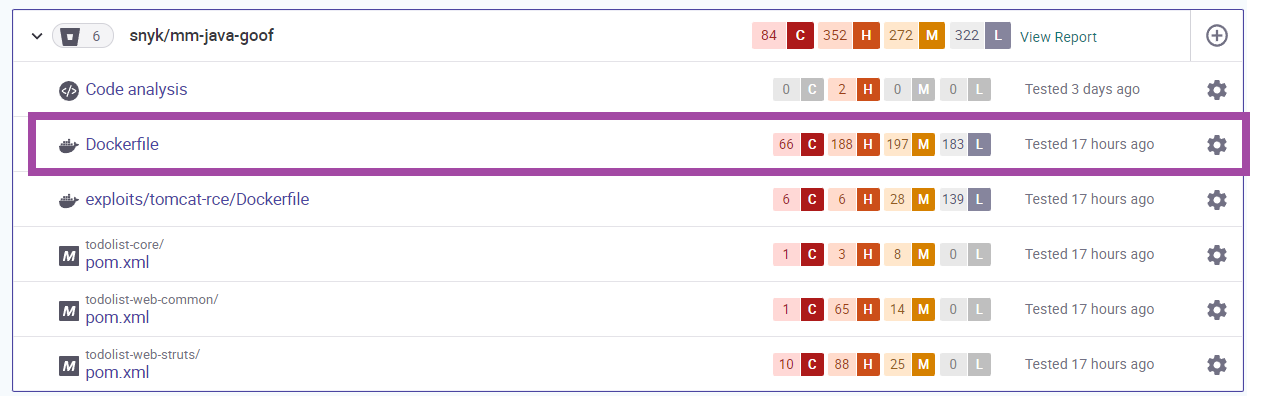 6 snyk/mm-java-goof 84 C 352 H 272 M 322 L View Report
Code analysis 0 C 2 H 0 M 0 L Tested 3 days ago
Dockerfile 66 C 188 H 197 M 183 L Tested 17 hours ago
exploits/tomcat-rce/Dockerfile 6 C 6 H 28 M 139 L Tested 17 hours ago
todolist-core/
M pom.xml 1 C 3 H 8 M 0 L Tested 17 hours ago
todolist-web-common/
M pom.xml 1 C 65 H 14 M 0 L Tested 17 hours ago
todolist-web-struts/
M pom.xml 10 C 88 H 25 M 0 L Tested 17 hours ago